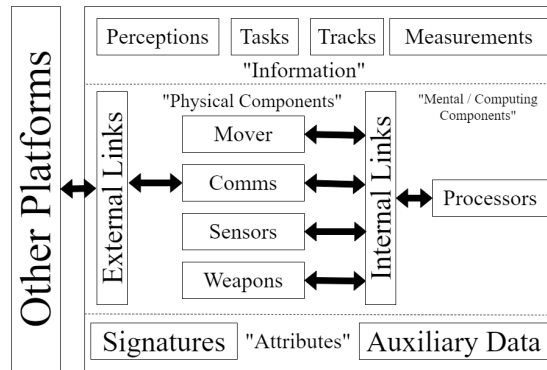 Other Platforms
Perceptions
Tasks
Tracks
Measurements
"Information"
External Links
"Physical Components"
Mover
Comms
Sensors
Weapons
Internal Links
"Mental / Computing
Components"
Processors
Signatures
"Attributes"
Auxiliary Data